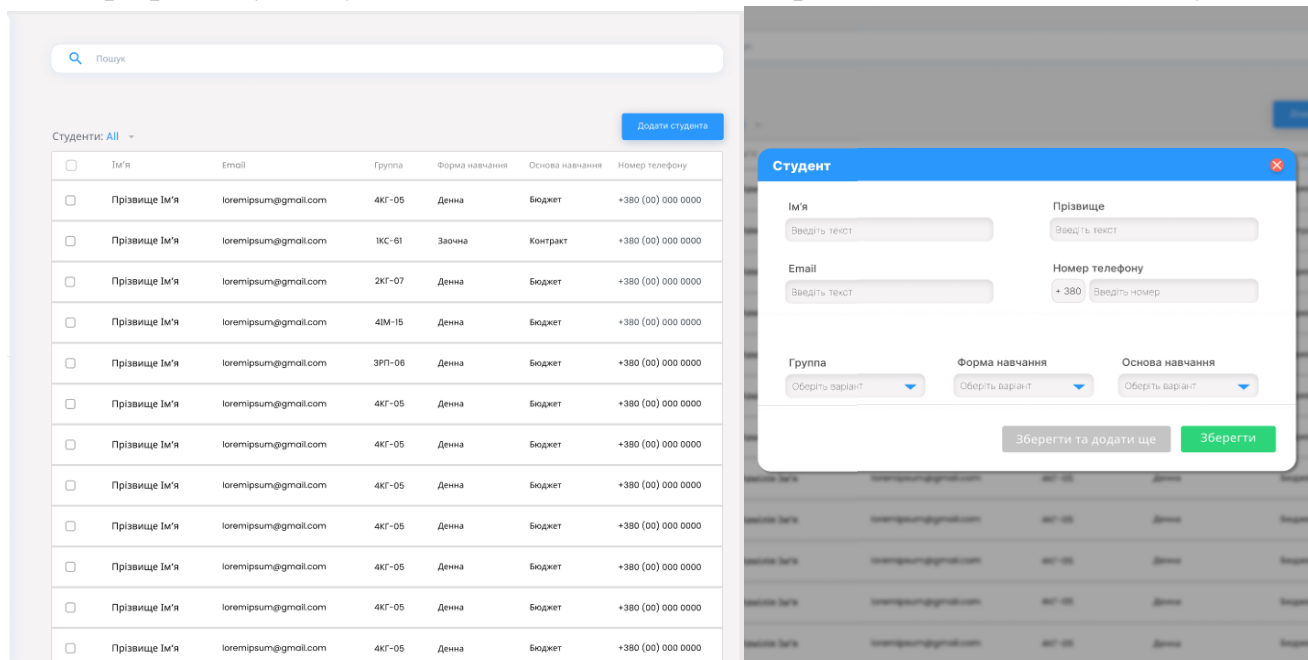 Пошук
Студенти: All
Додати студента
Ім'я Email Группа Форма навчання Основа навчання Номер телефону
Прізвище Ім'я loremipsum@gmail.com 4КГ-05 Денна Бюджет +380 (00) 000 0000
Прізвище Ім'я loremipsum@gmail.com 1КС-61 Заочна Контракт +380 (00) 000 0000
Прізвище Ім'я loremipsum@gmail.com 2КГ-07 Денна Бюджет +380 (00) 000 0000
Прізвище Ім'я loremipsum@gmail.com 4ІМ-15 Денна Бюджет +380 (00) 000 0000
Прізвище Ім'я loremipsum@gmail.com 3РП-06 Денна Бюджет +380 (00) 000 0000
Прізвище Ім'я loremipsum@gmail.com 4КГ-05 Денна Бюджет +380 (00) 000 0000
Прізвище Ім'я loremipsum@gmail.com 4КГ-05 Денна Бюджет +380 (00) 000 0000
Прізвище Ім'я loremipsum@gmail.com 4КГ-05 Денна Бюджет +380 (00) 000 0000
Прізвище Ім'я loremipsum@gmail.com 4КГ-05 Денна Бюджет +380 (00) 000 0000
Прізвище Ім'я loremipsum@gmail.com 4КГ-05 Денна Бюджет +380 (00) 000 0000
Прізвище Ім'я loremipsum@gmail.com 4КГ-05 Денна Бюджет +380 (00) 000 0000
Прізвище Ім'я loremipsum@gmail.com 4КГ-05 Денна Бюджет +380 (00) 000 0000
Студент
Ім'я Прізвище
Введіть текст Введіть текст
Email Номер телефону
Введіть текст + 380 Введіть номер
Группа Форма навчання Основа навчання
Оберіть варіант Оберіть варіант Оберіть варіант
Зберегти та додати ще Зберегти